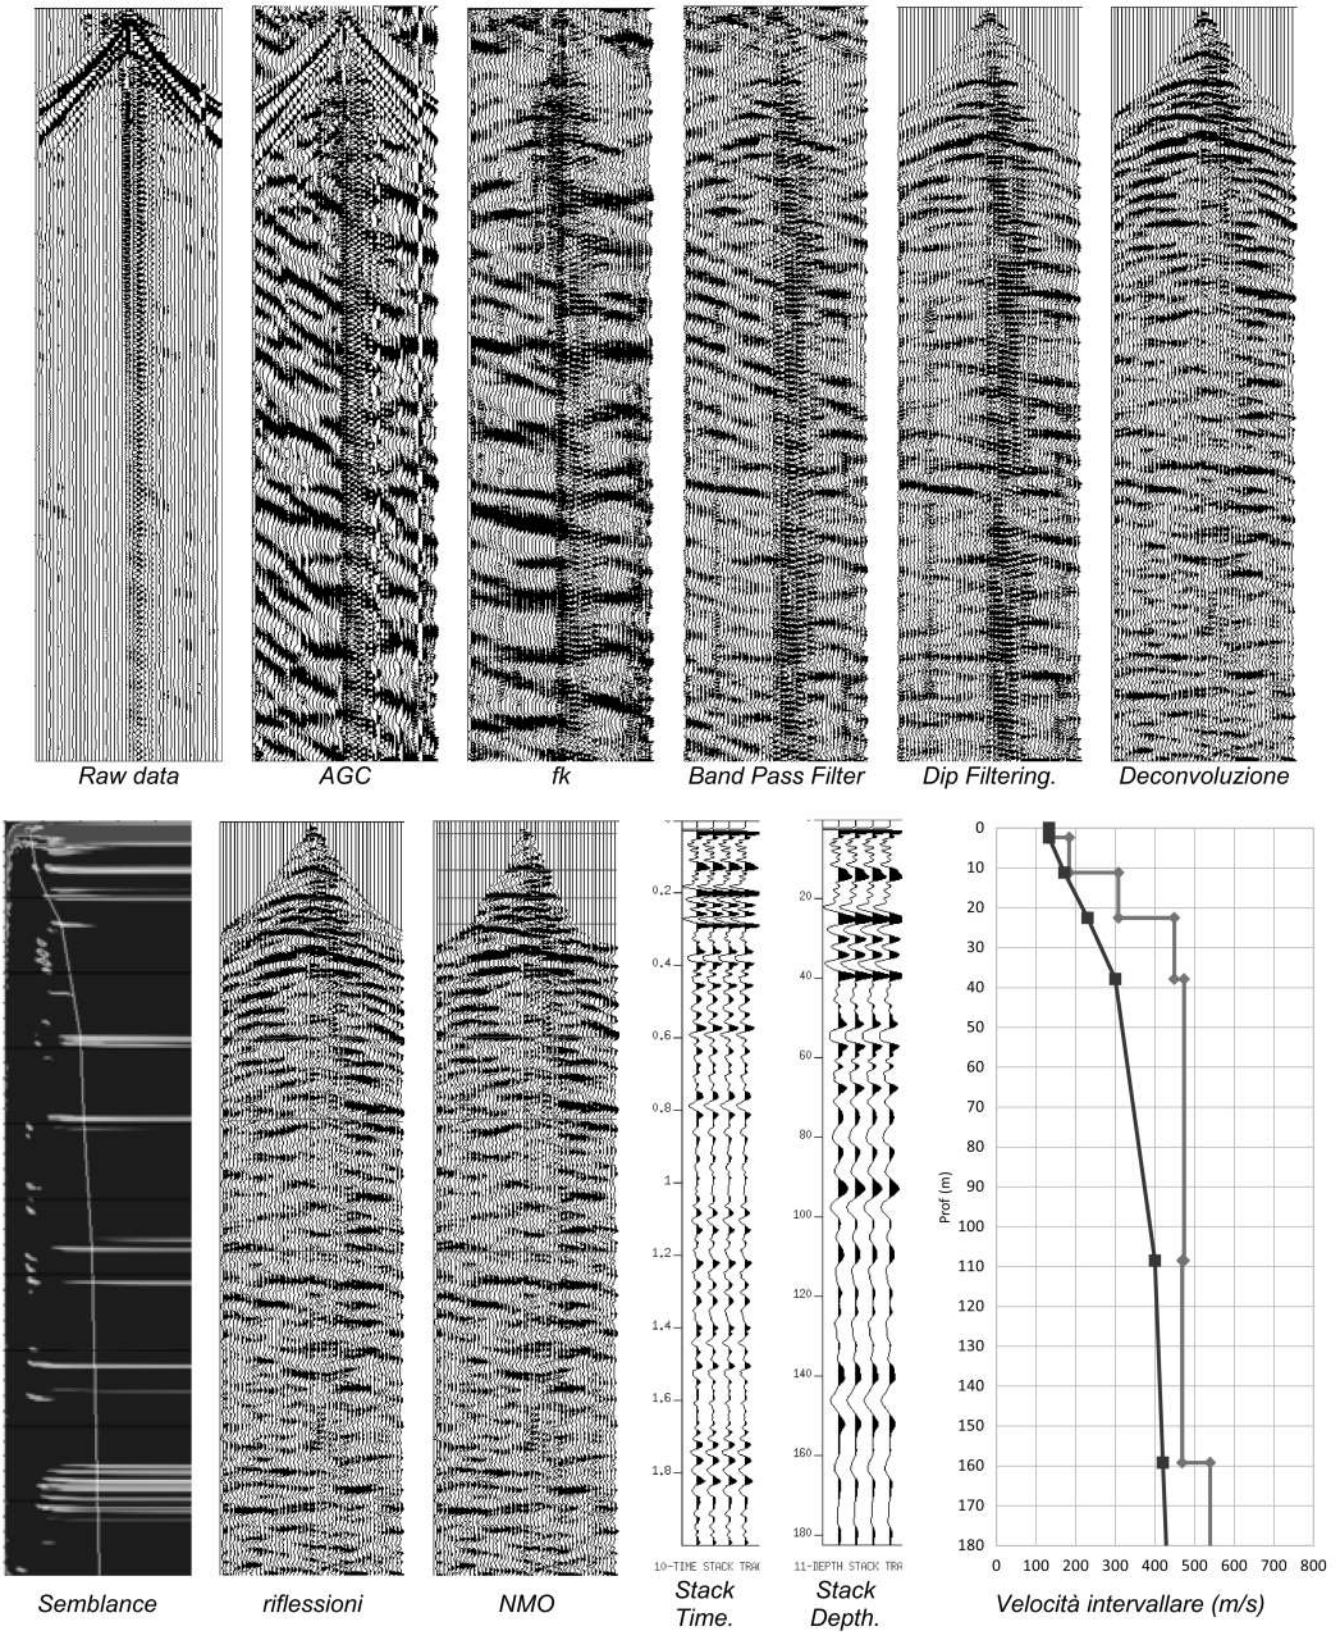 Raw data
AGC
fk
Band Pass Filter
Dip Filtering.
Deconvoluzione
Semblance
riflessioni
NMO
0,2
0,4
0,6
0,8
1
1,2
1,4
1,6
1,8
10-TIME STACK TRA
Stack
Time.
20
40
60
80
100
120
140
160
180
11-DEPTH STACK TRA
Stack
Depth.
Prof (m)
0
10
20
30
40
50
60
70
80
90
100
110
120
130
140
150
160
170
180
0 100 200 300 400 500 600 700 800
Velocità intervallare (m/s)